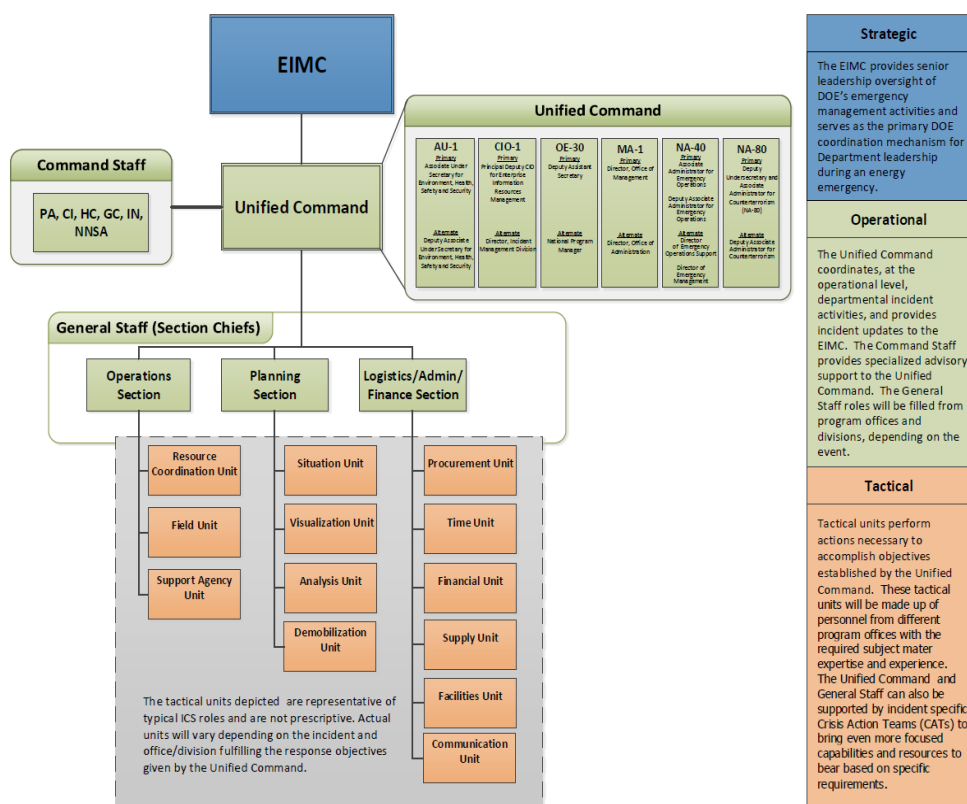 EIMC
Unified Command
Command Staff
PA, CI, HC, GC, IN,
NNSA
Unified Command
AU-1
Primary
Associate Under
Secretary for
Environment, Health,
Safety and Security
Alternate
Deputy Associate
Under Secretary for
Environment, Health,
Safety and Security
CIO-1
Primary
Principal Deputy CIO
for Enterprise
Information
Resources
Management
Alternate
Director, Incident
Management Division
OE-30
Primary
Deputy Assistant
Secretary
Alternate
National Program
Manager
MA-1
Primary
Director, Office of
Management
Alternate
Director, Office of
Administration
NA-40
Primary
Associate
Administrator for
Emergency
Operations
Deputy Associate
Administrator for
Emergency
Operations
Alternate
Director
of Emergency
Operations Support
Director of
Emergency
Management
NA-80
Primary
Deputy
Undersecretary and
Associate
Administrator for
Counterterrorism
(NA-80)
Alternate
Deputy Associate
Administrator for
Counterterrorism
General Staff (Section Chiefs)
Operations
Section
Planning
Section
Logistics/Admin/
Finance Section
Resource
Coordination Unit
Field Unit
Support Agency
Unit
Situation Unit
Visualization Unit
Analysis Unit
Demobilization
Unit
Procurement Unit
Time Unit
Financial Unit
Supply Unit
Facilities Unit
Communication
Unit
The tactical units depicted are representative of
typical ICS roles and are not prescriptive. Actual
units will vary depending on the incident and
office/division fulfilling the response objectives
given by the Unified Command.
Strategic
The EIMC provides senior
leadership oversight of
DOE's emergency
management activities and
serves as the primary DOE
coordination mechanism for
Department leadership
during an energy
emergency.
Operational
The Unified Command
coordinates, at the
operational level,
departmental incident
activities, and provides
incident updates to the
EIMC. The Command Staff
provides specialized advisory
support to the Unified
Command. The General
Staff roles will be filled from
program offices and
divisions, depending on the
event.
Tactical
Tactical units perform
actions necessary to
accomplish objectives
established by the Unified
Command. These tactical
units will be made up of
personnel from different
program offices with the
required subject mater
expertise and experience.
The Unified Command and
General Staff can also be
supported by incident specific
Crisis Action Teams (CATs) to
bring even more focused
capabilities and resources to
bear based on specific
requirements.